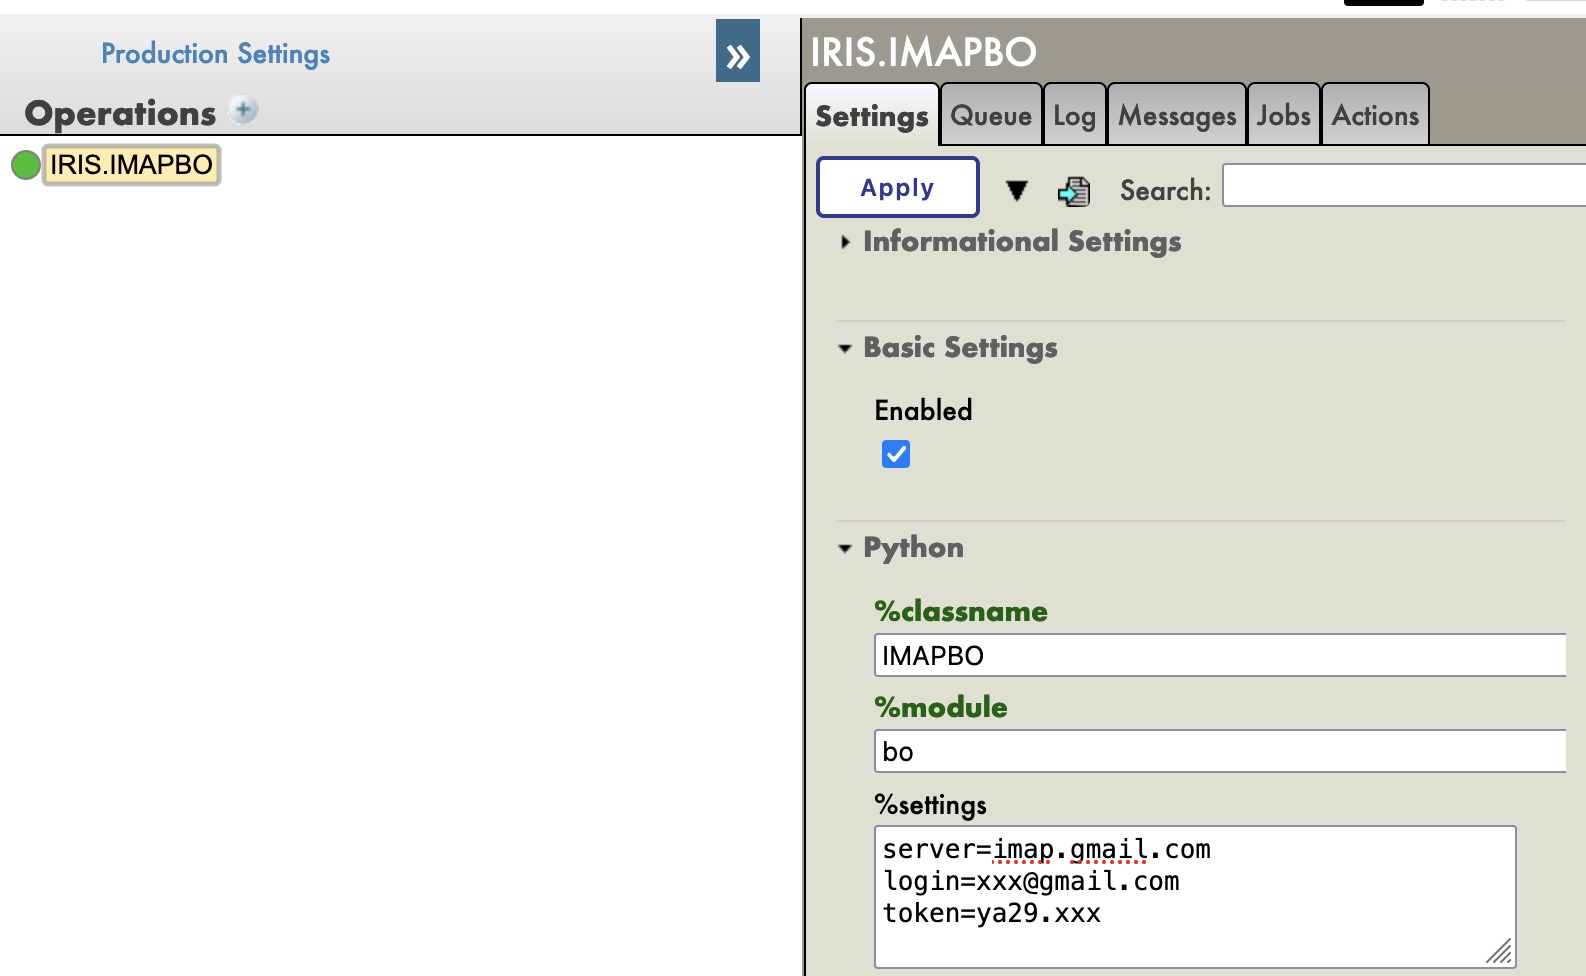 Production Settings
»
Operations
IRIS.IMAPBO
IRIS.IMAPBO
Settings
Queue
Log
Messages
Jobs
Actions
Apply
Search:
Informational Settings
Basic Settings
Enabled
Python
%classname
IMAPBO
%module
bo
%settings
server=imap.gmail.com
login=xxx@gmail.com
token=ya29.xxx